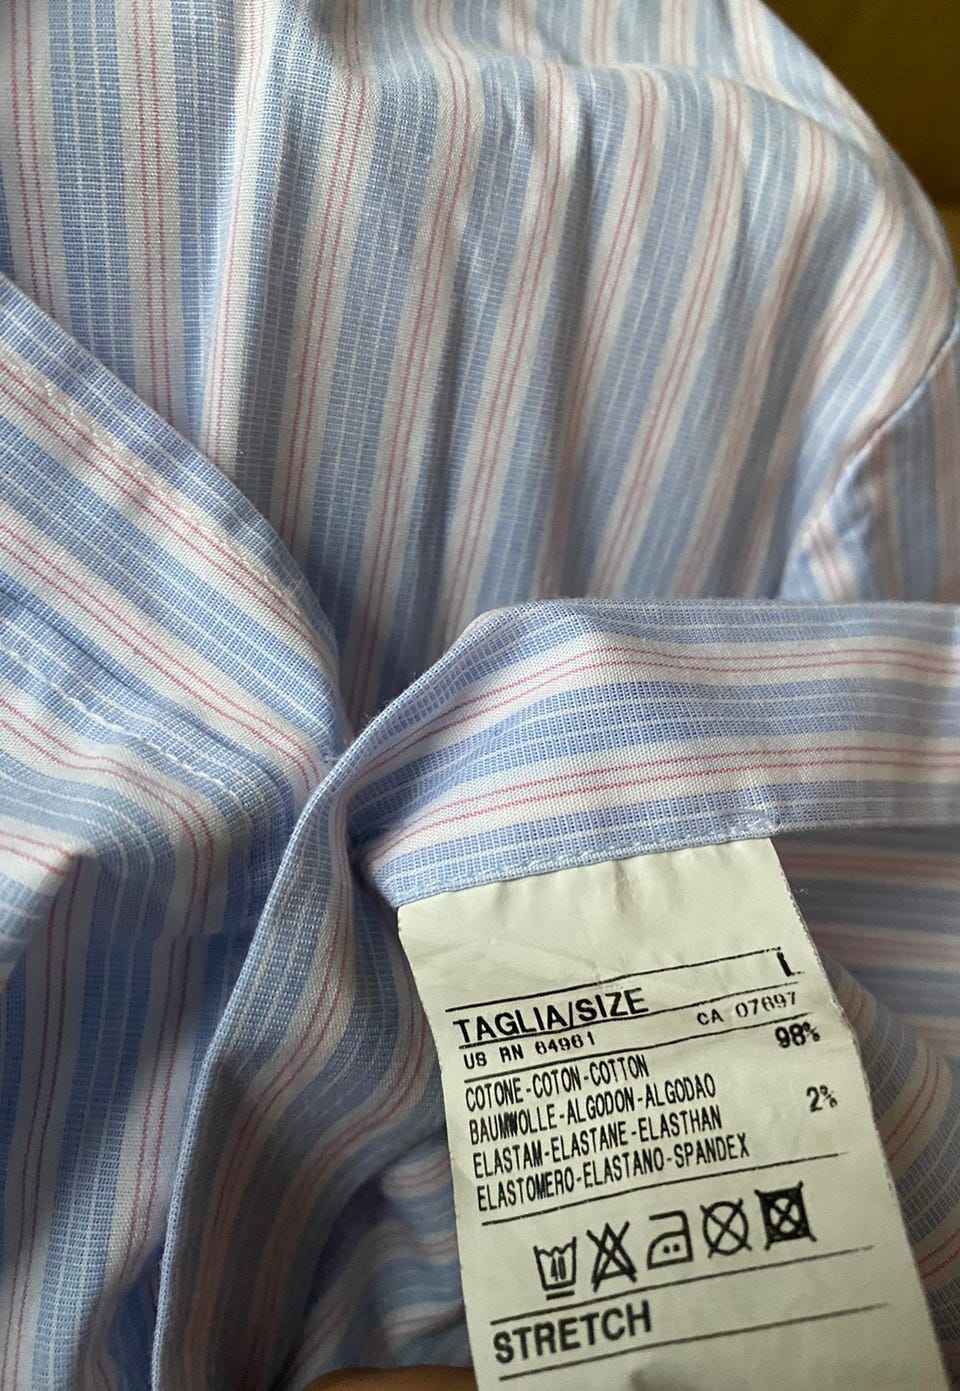 TAGLIA/SIZE L
US RN 64961 CA 07697
COTONE-COTON-COTTON 98%
BAUMWOLLE-ALGODON-ALGODAO
ELASTAM-ELASTANE-ELASTHAN 2%
ELASTOMERO-ELASTANO-SPANDEX
40
STRETCH